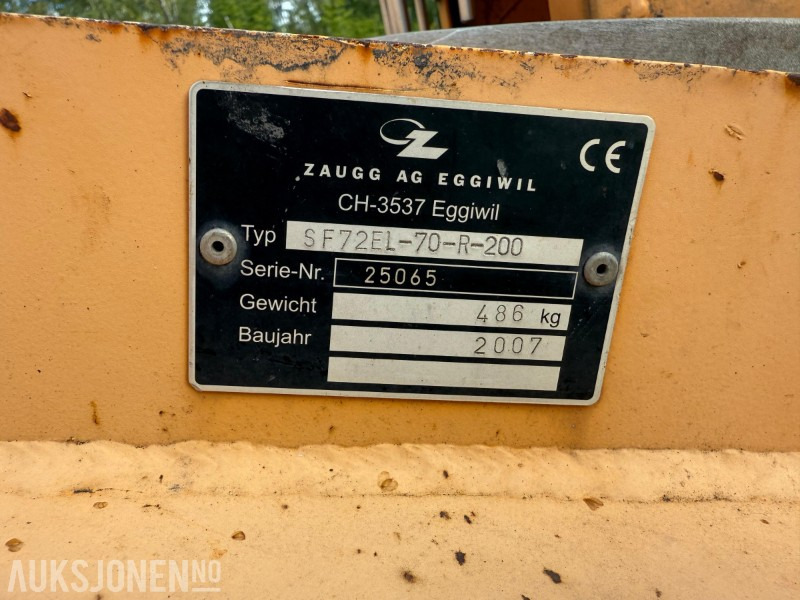 CE
ZAUGG AG EGGIWIL
CH-3537 Eggiwil
Typ SF72EL-70-R-200
Serie-Nr. 25065
Gewicht 486 kg
Baujahr 2007
AUKSJONEN.NO